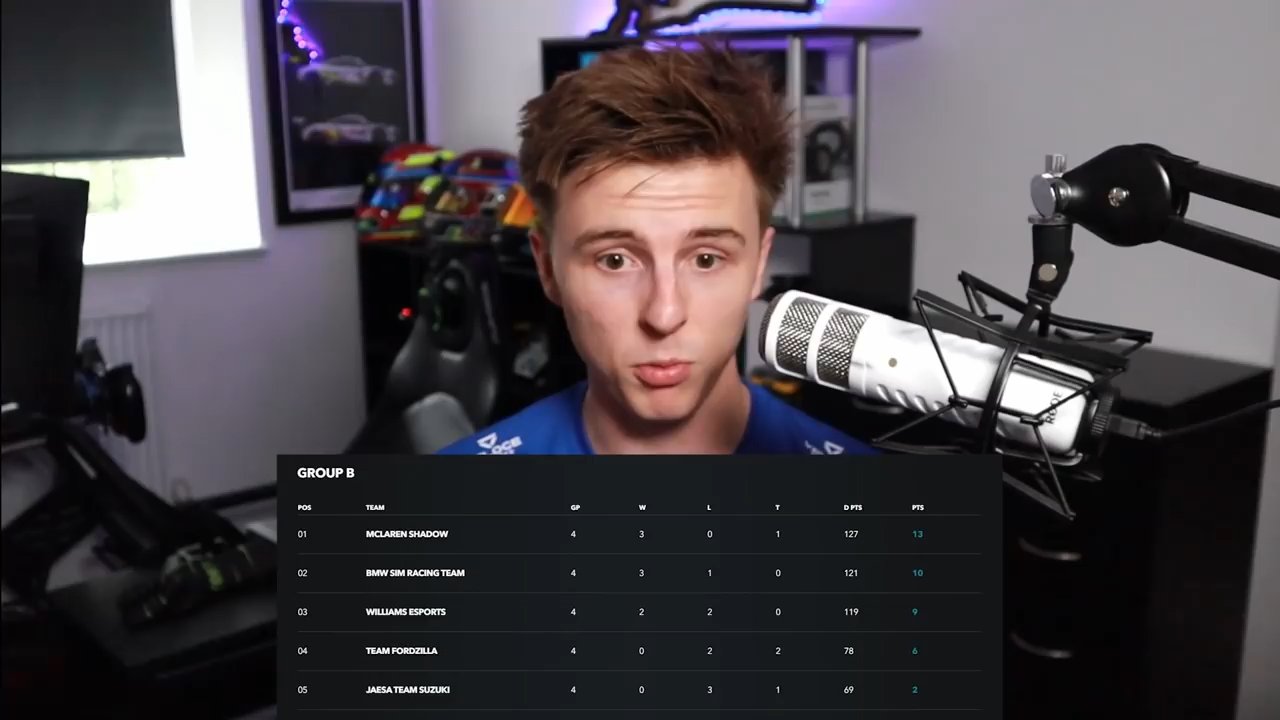 VELOCE
RODE
GROUP B
POS TEAM GP W L T D PTS PTS
01 MCLAREN SHADOW 4 3 0 1 127 13
02 BMW SIM RACING TEAM 4 3 1 0 121 10
03 WILLIAMS ESPORTS 4 2 2 0 119 9
04 TEAM FORDZILLA 4 0 2 2 78 6
05 JAESA TEAM SUZUKI 4 0 3 1 69 2